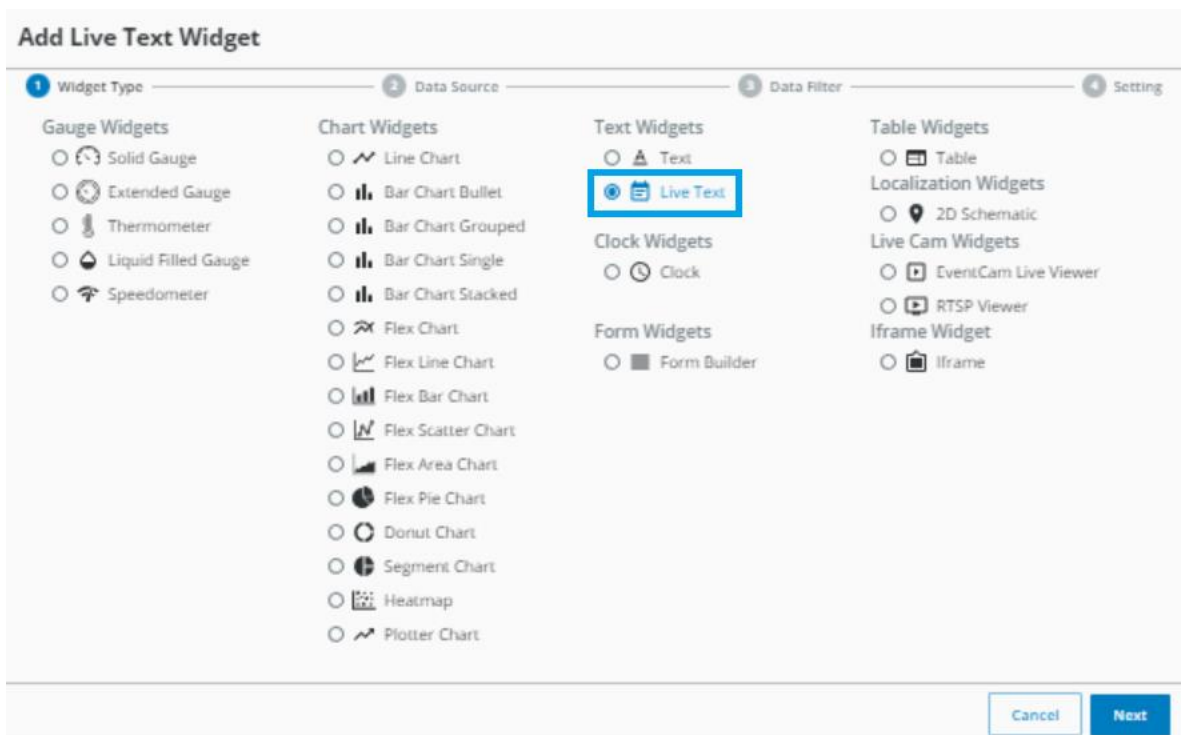 Add Live Text Widget
1 Widget Type
2 Data Source
3 Data Filter
4 Setting
Gauge Widgets
Solid Gauge
Extended Gauge
Thermometer
Liquid Filled Gauge
Speedometer
Chart Widgets
Line Chart
Bar Chart Bullet
Bar Chart Grouped
Bar Chart Single
Bar Chart Stacked
Flex Chart
Flex Line Chart
Flex Bar Chart
Flex Scatter Chart
Flex Area Chart
Flex Pie Chart
Donut Chart
Segment Chart
Heatmap
Plotter Chart
Text Widgets
Text
Live Text
Clock Widgets
Clock
Form Widgets
Form Builder
Table Widgets
Table
Localization Widgets
2D Schematic
Live Cam Widgets
EventCam Live Viewer
RTSP Viewer
Iframe Widget
Iframe
Cancel
Next